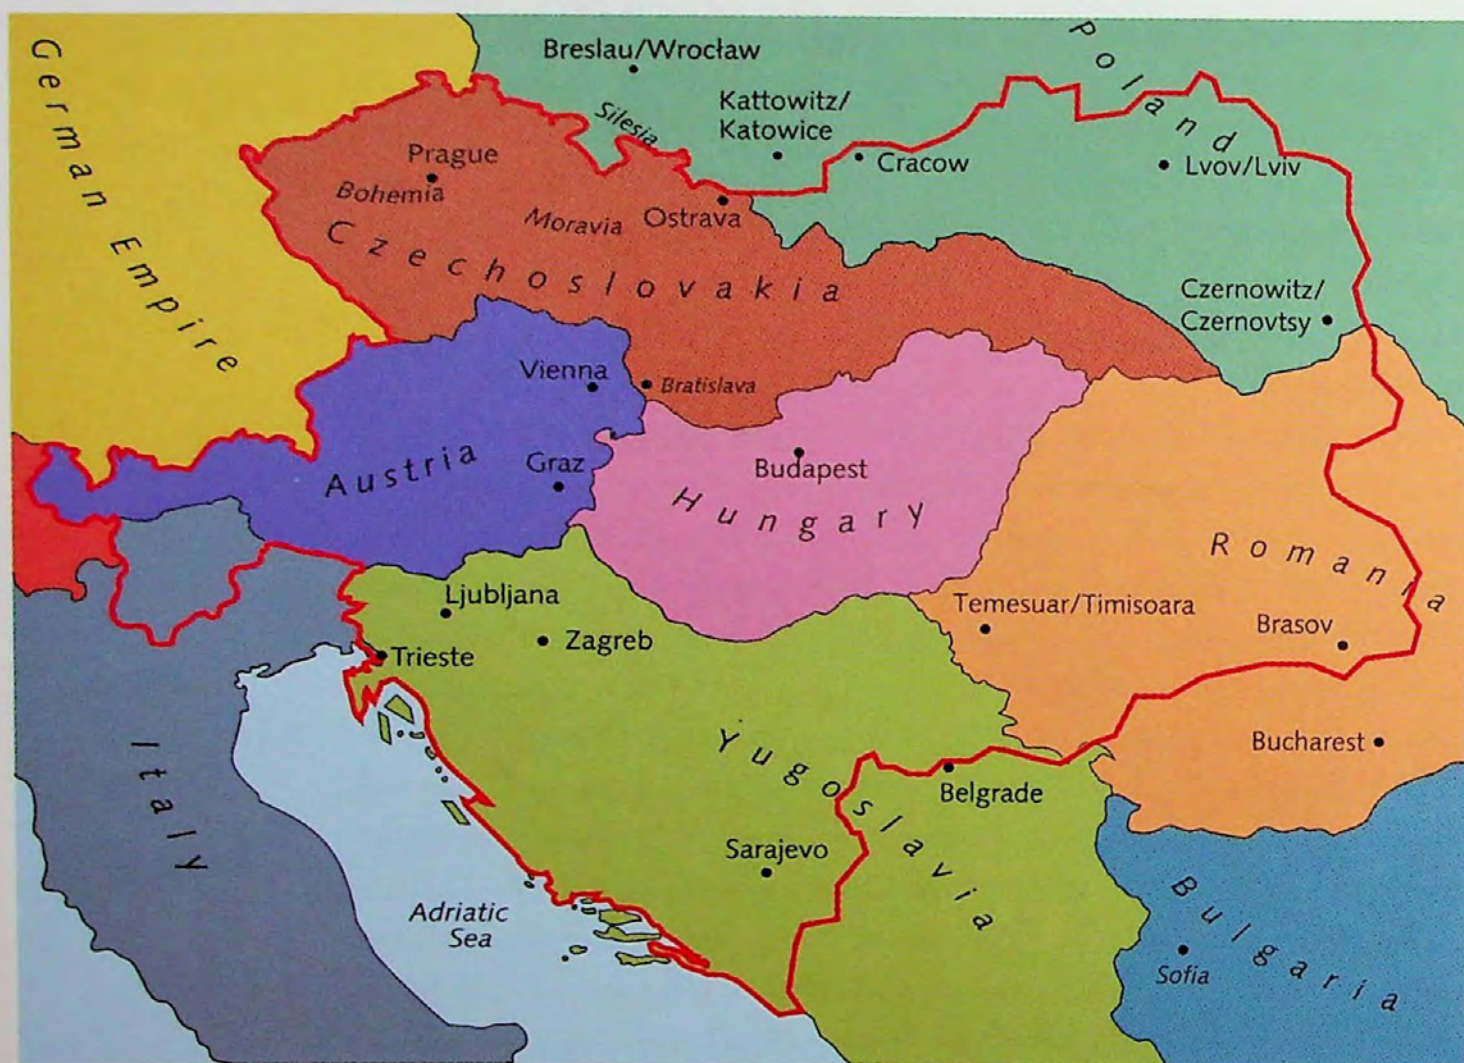 German Empire
Breslau/Wrocław
Poland
Silesia
Kattowitz/
Katowice
Cracow
Lvov/Lviv
Prague
Bohemia
Moravia
Ostrava
Czechoslovakia
Czernowitz/
Czernovtsy
Vienna
Bratislava
Austria
Graz
Budapest
Hungary
Romania
Ljubljana
Temesuar/Timisoara
Brasov
Zagreb
Trieste
Italy
Yugoslavia
Bucharest
Belgrade
Sarajevo
Adriatic
Sea
Bulgaria
Sofia